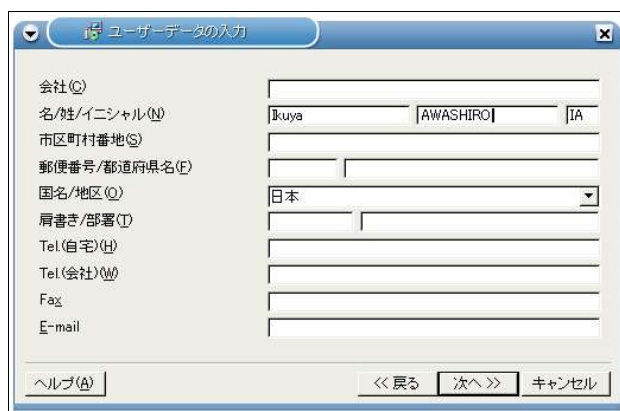 ユーザーデータの入力
会社(C)
名/姓/イニシャル(N) Ikuya AWASHIRO IA
市区町村番地(S)
郵便番号/都道府県名(F)
国名/地区(O) 日本
肩書き/部署(T)
Tel.(自宅)(H)
Tel.(会社)(W)
Fax
E-mail
ヘルプ(A) << 戻る 次へ >> キャンセル